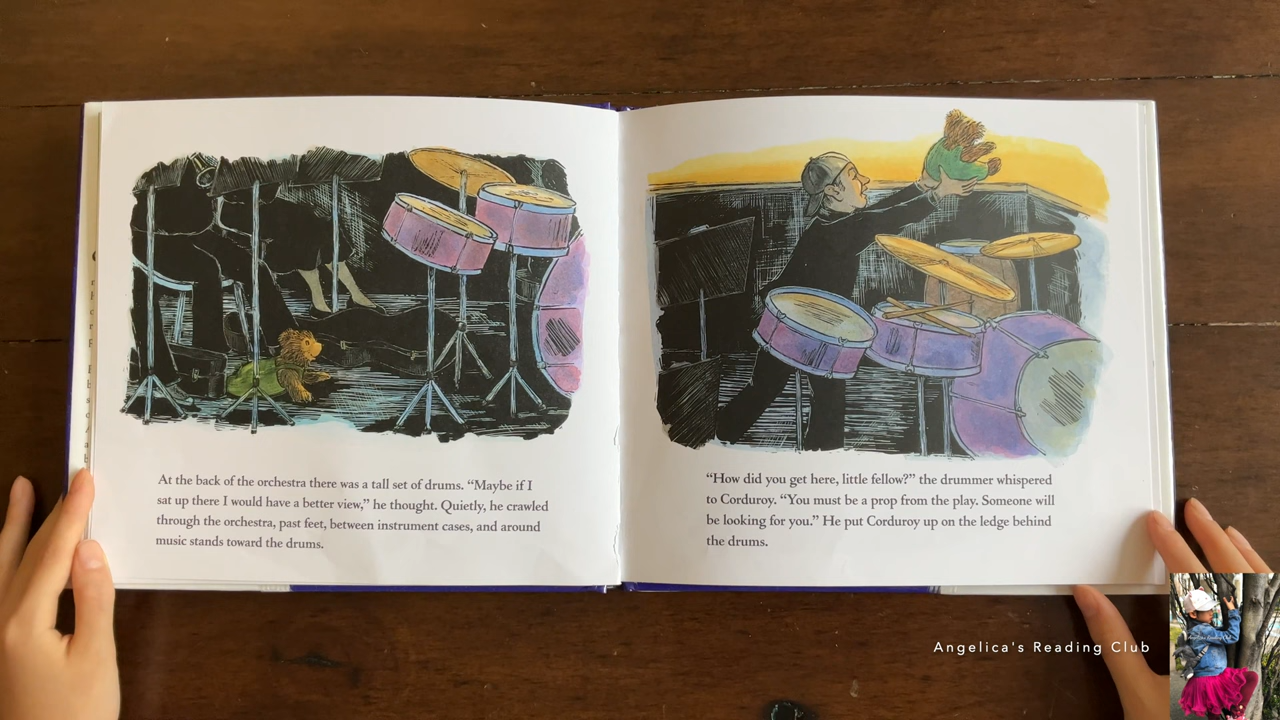 At the back of the orchestra there was a tall set of drums. “Maybe if I
sat up there I would have a better view,” he thought. Quietly, he crawled
through the orchestra, past feet, between instrument cases, and around
music stands toward the drums.
“How did you get here, little fellow?” the drummer whispered
to Corduroy. “You must be a prop from the play. Someone will
be looking for you.” He put Corduroy up on the ledge behind
the drums.
Angelica's Reading Club